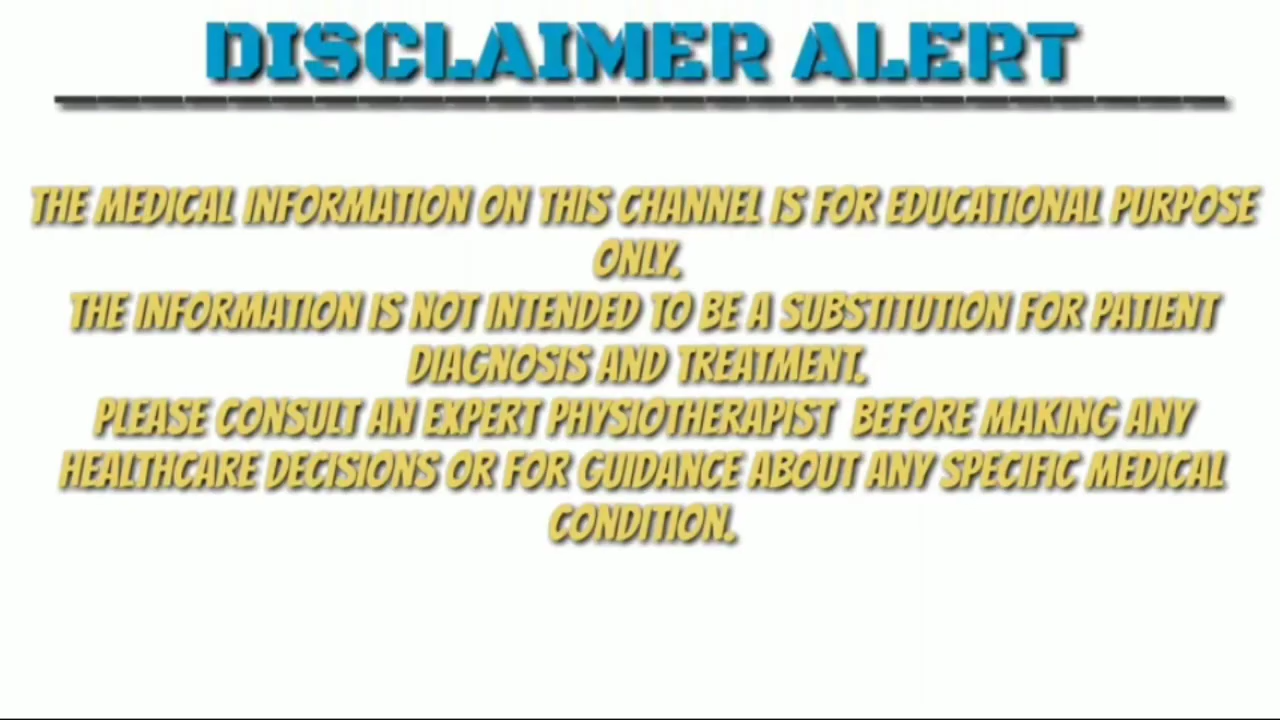 DISCLAIMER ALERT
THE MEDICAL INFORMATION ON THIS CHANNEL IS FOR EDUCATIONAL PURPOSE
ONLY.
THE INFORMATION IS NOT INTENDED TO BE A SUBSTITUTION FOR PATIENT
DIAGNOSIS AND TREATMENT.
PLEASE CONSULT AN EXPERT PHYSIOTHERAPIST BEFORE MAKING ANY
HEALTHCARE DECISIONS OR FOR GUIDANCE ABOUT ANY SPECIFIC MEDICAL
CONDITION.